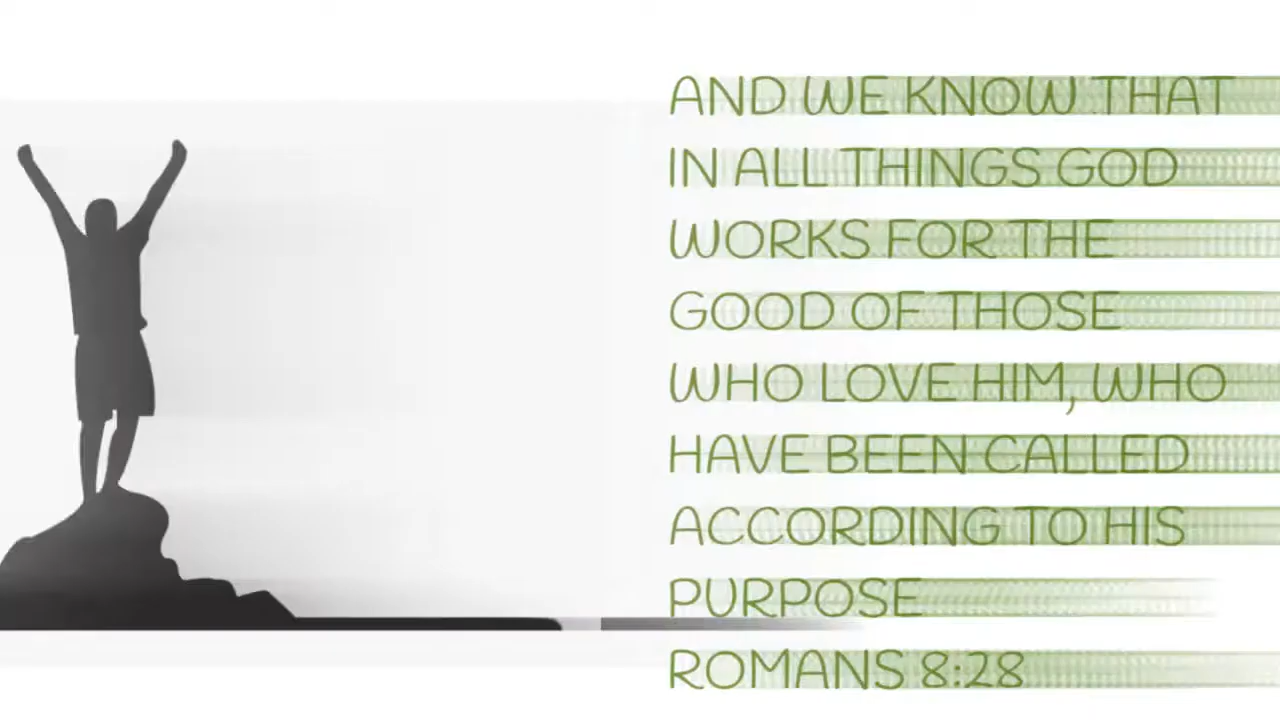 AND WE KNOW THAT
IN ALL THINGS GOD
WORKS FOR THE
GOOD OF THOSE
WHO LOVE HIM, WHO
HAVE BEEN CALLED
ACCORDING TO HIS
PURPOSE
ROMANS 8:28